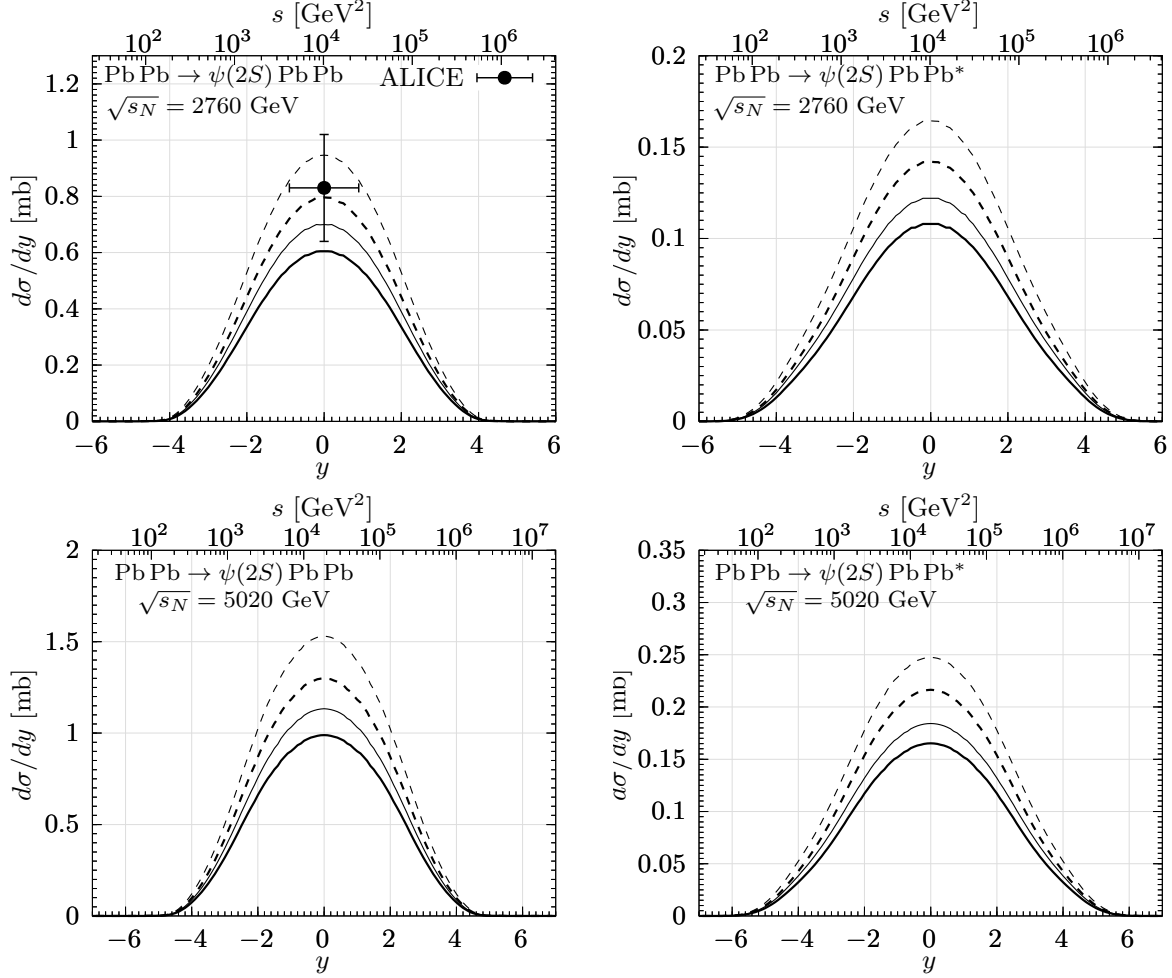 s [GeV²]
10² 10³ 10⁴ 10⁵ 10⁶
Pb Pb → ψ(2S) Pb Pb ALICE
√s_N = 2760 GeV
dσ/dy [mb]
1.2
1
0.8
0.6
0.4
0.2
0
−6 −4 −2 0 2 4 6
y
s [GeV²]
10² 10³ 10⁴ 10⁵ 10⁶
Pb Pb → ψ(2S) Pb Pb*
√s_N = 2760 GeV
dσ/dy [mb]
0.2
0.15
0.1
0.05
0
−6 −4 −2 0 2 4 6
y
s [GeV²]
10² 10³ 10⁴ 10⁵ 10⁶ 10⁷
Pb Pb → ψ(2S) Pb Pb
√s_N = 5020 GeV
dσ/dy [mb]
2
1.5
1
0.5
0
−6 −4 −2 0 2 4 6
y
s [GeV²]
10² 10³ 10⁴ 10⁵ 10⁶ 10⁷
Pb Pb → ψ(2S) Pb Pb*
√s_N = 5020 GeV
dσ/dy [mb]
0.35
0.3
0.25
0.2
0.15
0.1
0.05
0
−6 −4 −2 0 2 4 6
y